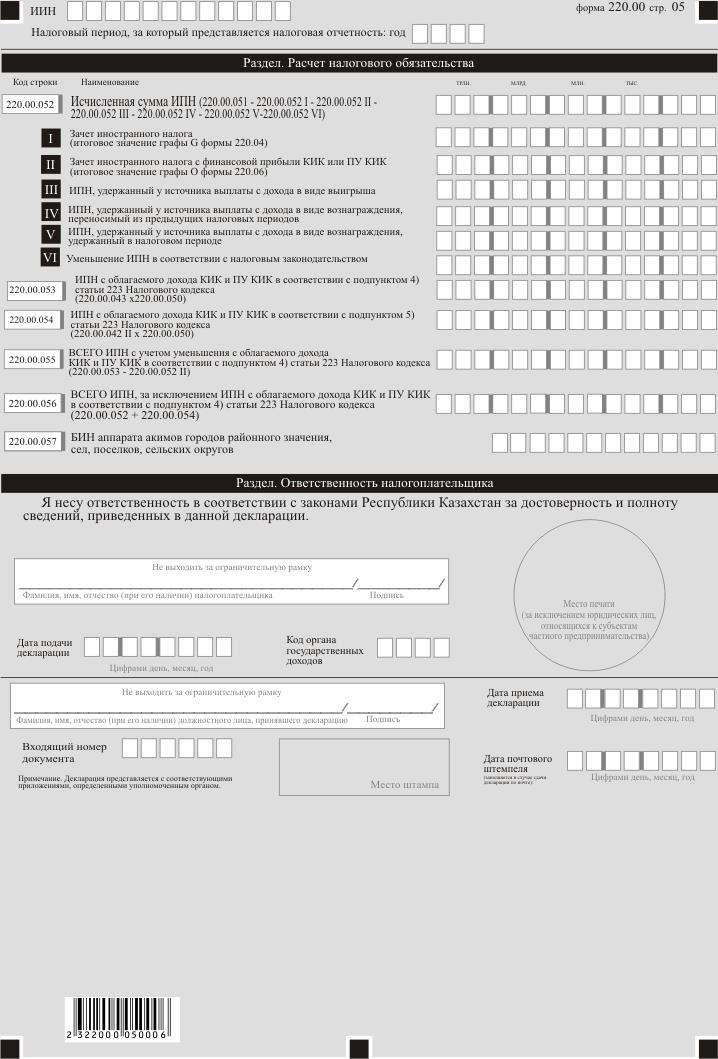 ИИН
форма 220.00 стр. 05
Налоговый период, за который представляется налоговая отчетность: год
Раздел. Расчет налогового обязательства
Код строки Наименование трлн. млрд. млн. тыс.
220.00.052 Исчисленная сумма ИПН (220.00.051 - 220.00.052 I - 220.00.052 II -
220.00.052 III - 220.00.052 IV - 220.00.052 V-220.00.052 VI)
I Зачет иностранного налога
(итоговое значение графы G формы 220.04)
II Зачет иностранного налога с финансовой прибыли КИК или ПУ КИК
(итоговое значение графы O формы 220.06)
III ИПН, удержанный у источника выплаты с дохода в виде выигрыша
IV ИПН, удержанный у источника выплаты с дохода в виде вознаграждения,
переносимый из предыдущих налоговых периодов
V ИПН, удержанный у источника выплаты с дохода в виде вознаграждения,
удержанный в налоговом периоде
VI Уменьшение ИПН в соответствии с налоговым законодательством
220.00.053 ИПН с облагаемого дохода КИК и ПУ КИК в соответствии с подпунктом 4)
статьи 223 Налогового кодекса
(220.00.043 x220.00.050)
220.00.054 ИПН с облагаемого дохода КИК и ПУ КИК в соответствии с подпунктом 5)
статьи 223 Налогового кодекса
(220.00.042 II x 220.00.050)
220.00.055 ВСЕГО ИПН с учетом уменьшения с облагаемого дохода
КИК и ПУ КИК в соответствии с подпунктом 4) статьи 223 Налогового кодекса
(220.00.053 - 220.00.052 II)
220.00.056 ВСЕГО ИПН, за исключением ИПН с облагаемого дохода КИК и ПУ КИК
в соответствии с подпунктом 4) статьи 223 Налогового кодекса
(220.00.052 + 220.00.054)
220.00.057 БИН аппарата акимов городов районного значения,
сел, поселков, сельских округов
Раздел. Ответственность налогоплательщика
Я несу ответственность в соответствии с законами Республики Казахстан за достоверность и полноту
сведений, приведенных в данной декларации.
Не выходить за ограничительную рамку
/ /
Фамилия, имя, отчество (при его наличии) налогоплательщика Подпись
Место печати
(за исключением юридических лиц,
относящихся к субъектам
частного предпринимательства)
Дата подачи
декларации
Цифрами день, месяц, год
Код органа
государственных
доходов
Не выходить за ограничительную рамку
/ /
Фамилия, имя, отчество (при его наличии) должностного лица, принявшего декларацию Подпись
Дата приема
декларации
Цифрами день, месяц, год
Входящий номер
документа
Примечание. Декларация представляется с соответствующими
приложениями, определенными уполномоченным органом.
Место штампа
Дата почтового
штемпеля
(заполняется в случае сдачи
декларации по почте)
Цифрами день, месяц, год
2 322000 050006